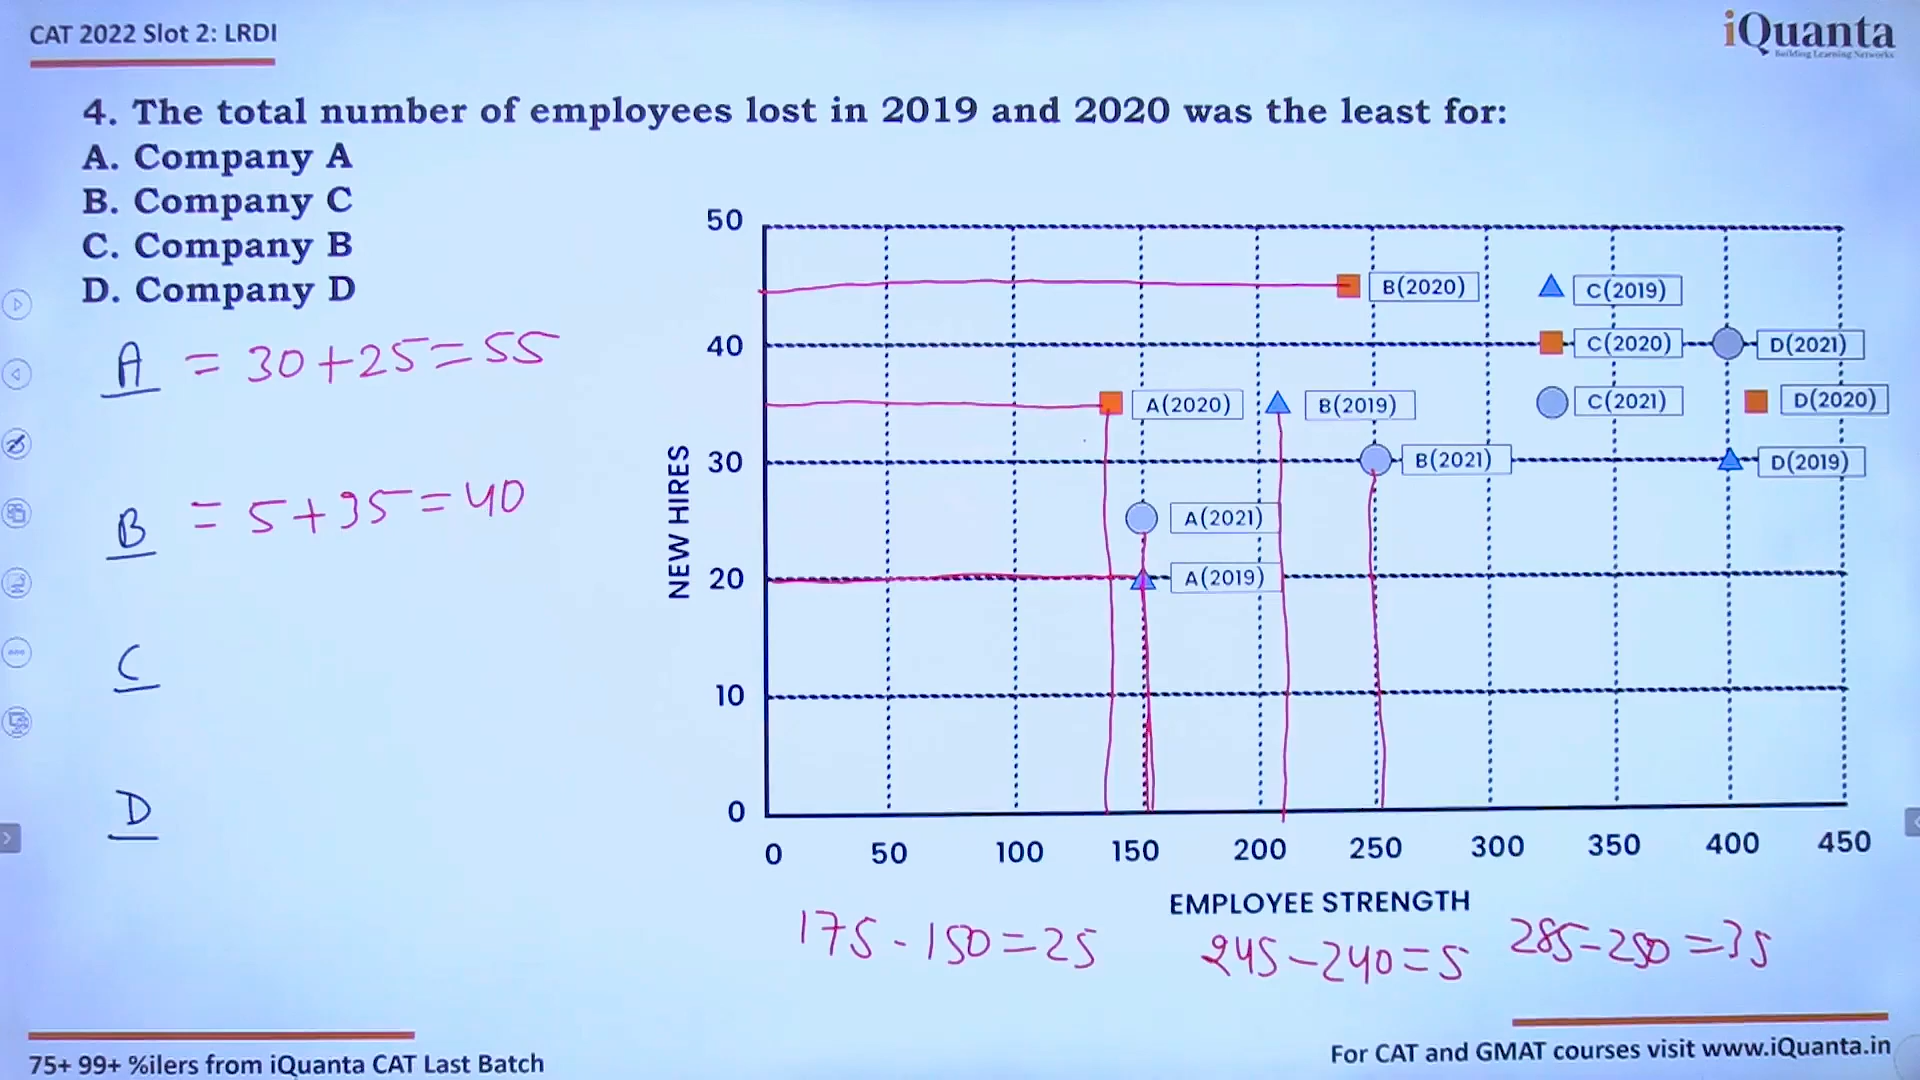 CAT 2022 Slot 2: LRDI
iQuanta
Building Learning Networks
4. The total number of employees lost in 2019 and 2020 was the least for:
A. Company A
B. Company C
C. Company B
D. Company D
A = 30+25=55
B = 5+35=40
C
D
50
40
30
20
10
0
NEW HIRES
B(2020)
C(2019)
C(2020)
D(2021)
A(2020)
B(2019)
C(2021)
D(2020)
B(2021)
D(2019)
A(2021)
A(2019)
0 50 100 150 200 250 300 350 400 450
EMPLOYEE STRENGTH
175-150=25
245-240=5
285-250=35
75+ 99+ %ilers from iQuanta CAT Last Batch
For CAT and GMAT courses visit www.iQuanta.in